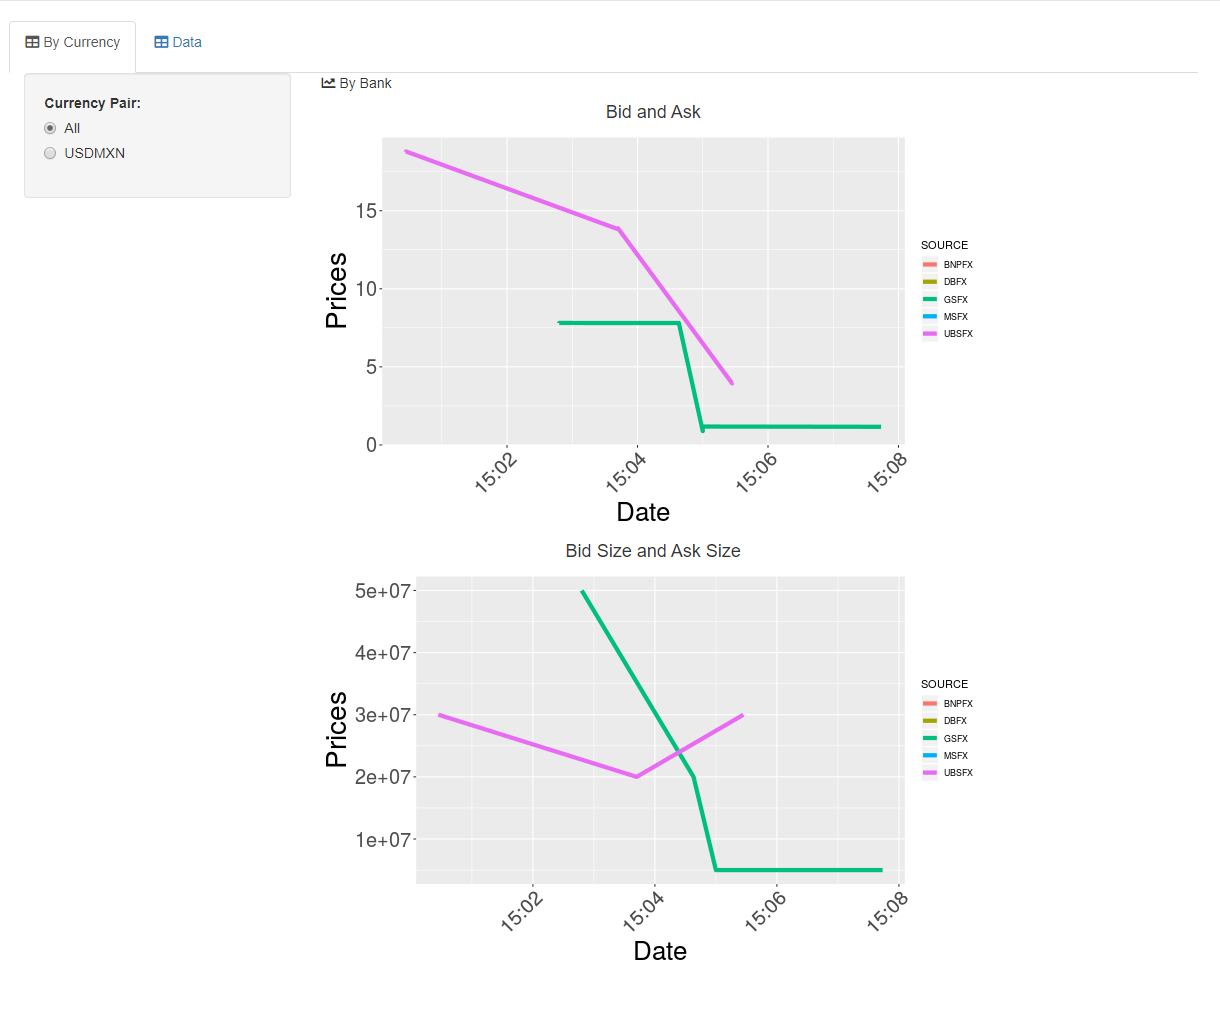 By Currency
Data
Currency Pair:
All
USDMXN
By Bank
Bid and Ask
Prices
15
10
5
0
15:02
15:04
15:06
15:08
Date
SOURCE
BNPFX
DBFX
GSFX
MSFX
UBSFX
Bid Size and Ask Size
Prices
5e+07
4e+07
3e+07
2e+07
1e+07
15:02
15:04
15:06
15:08
Date
SOURCE
BNPFX
DBFX
GSFX
MSFX
UBSFX